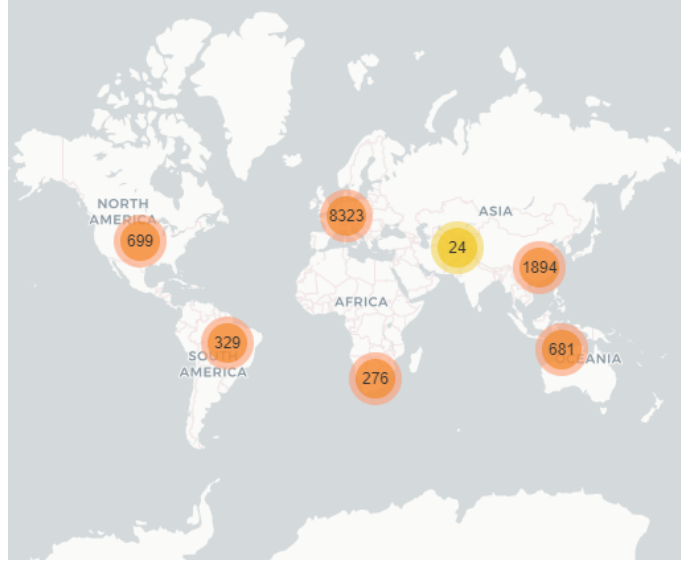 NORTH
AMERICA
699
8323
ASIA
24
1894
AFRICA
329
SOUTH
AMERICA
276
681
OCEANIA